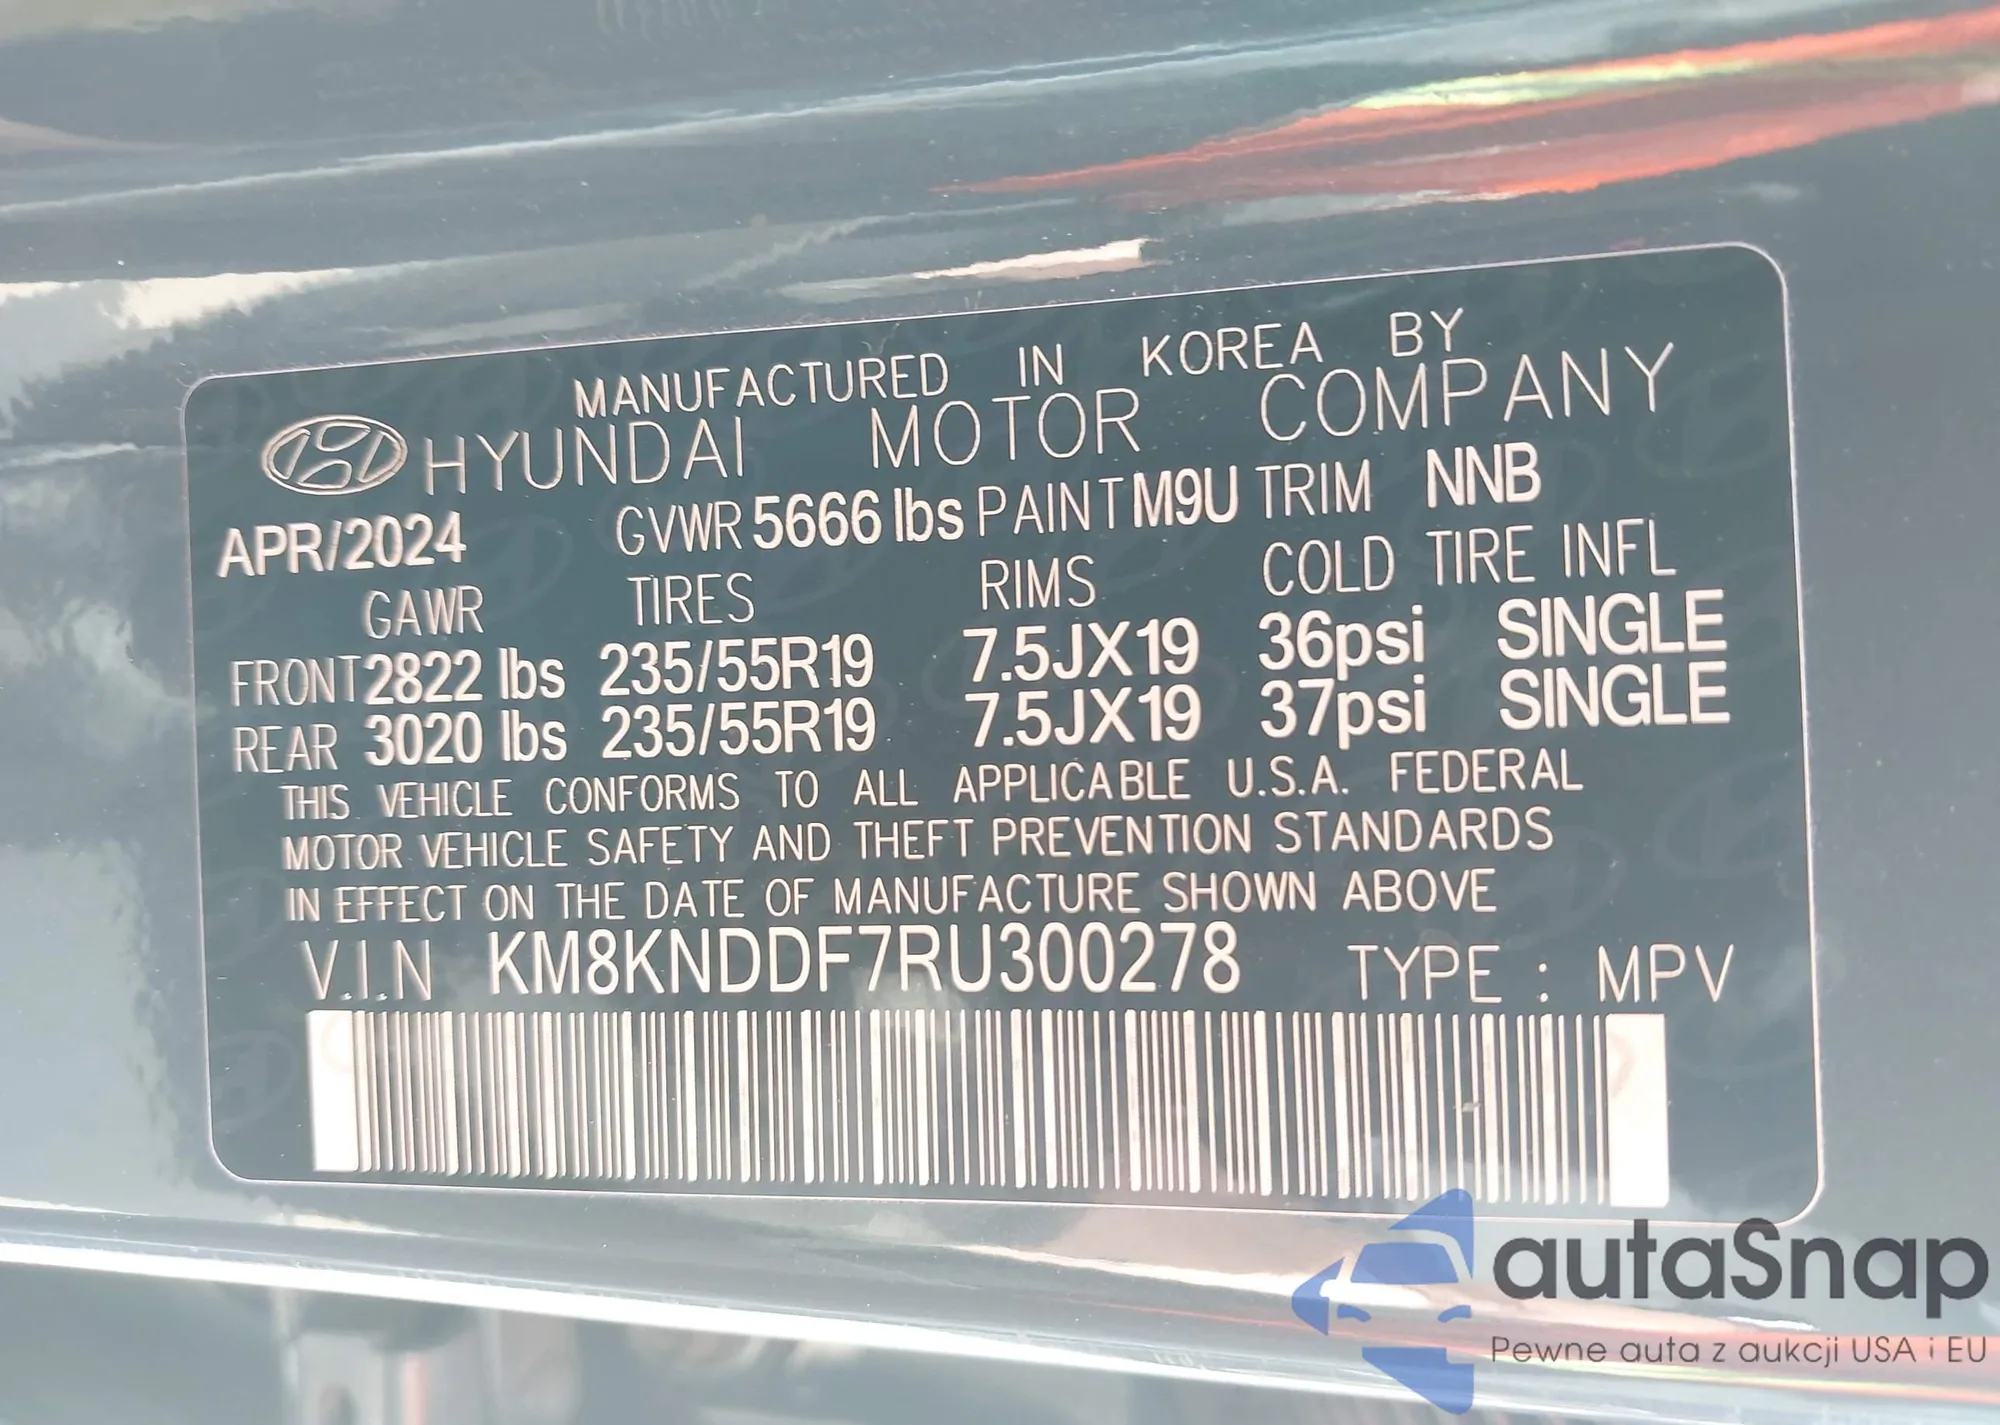 MANUFACTURED IN KOREA BY
HYUNDAI MOTOR COMPANY
APR/2024 GVWR 5666 lbs PAINT M9U TRIM NNB
GAWR TIRES RIMS COLD TIRE INFL
FRONT 2822 lbs 235/55R19 7.5JX19 36psi SINGLE
REAR 3020 lbs 235/55R19 7.5JX19 37psi SINGLE
THIS VEHICLE CONFORMS TO ALL APPLICABLE U.S.A. FEDERAL
MOTOR VEHICLE SAFETY AND THEFT PREVENTION STANDARDS
IN EFFECT ON THE DATE OF MANUFACTURE SHOWN ABOVE
V.I.N KM8KNDDF7RU300278 TYPE : MPV
autaSnap
Pewne auta z aukcji USA i EU